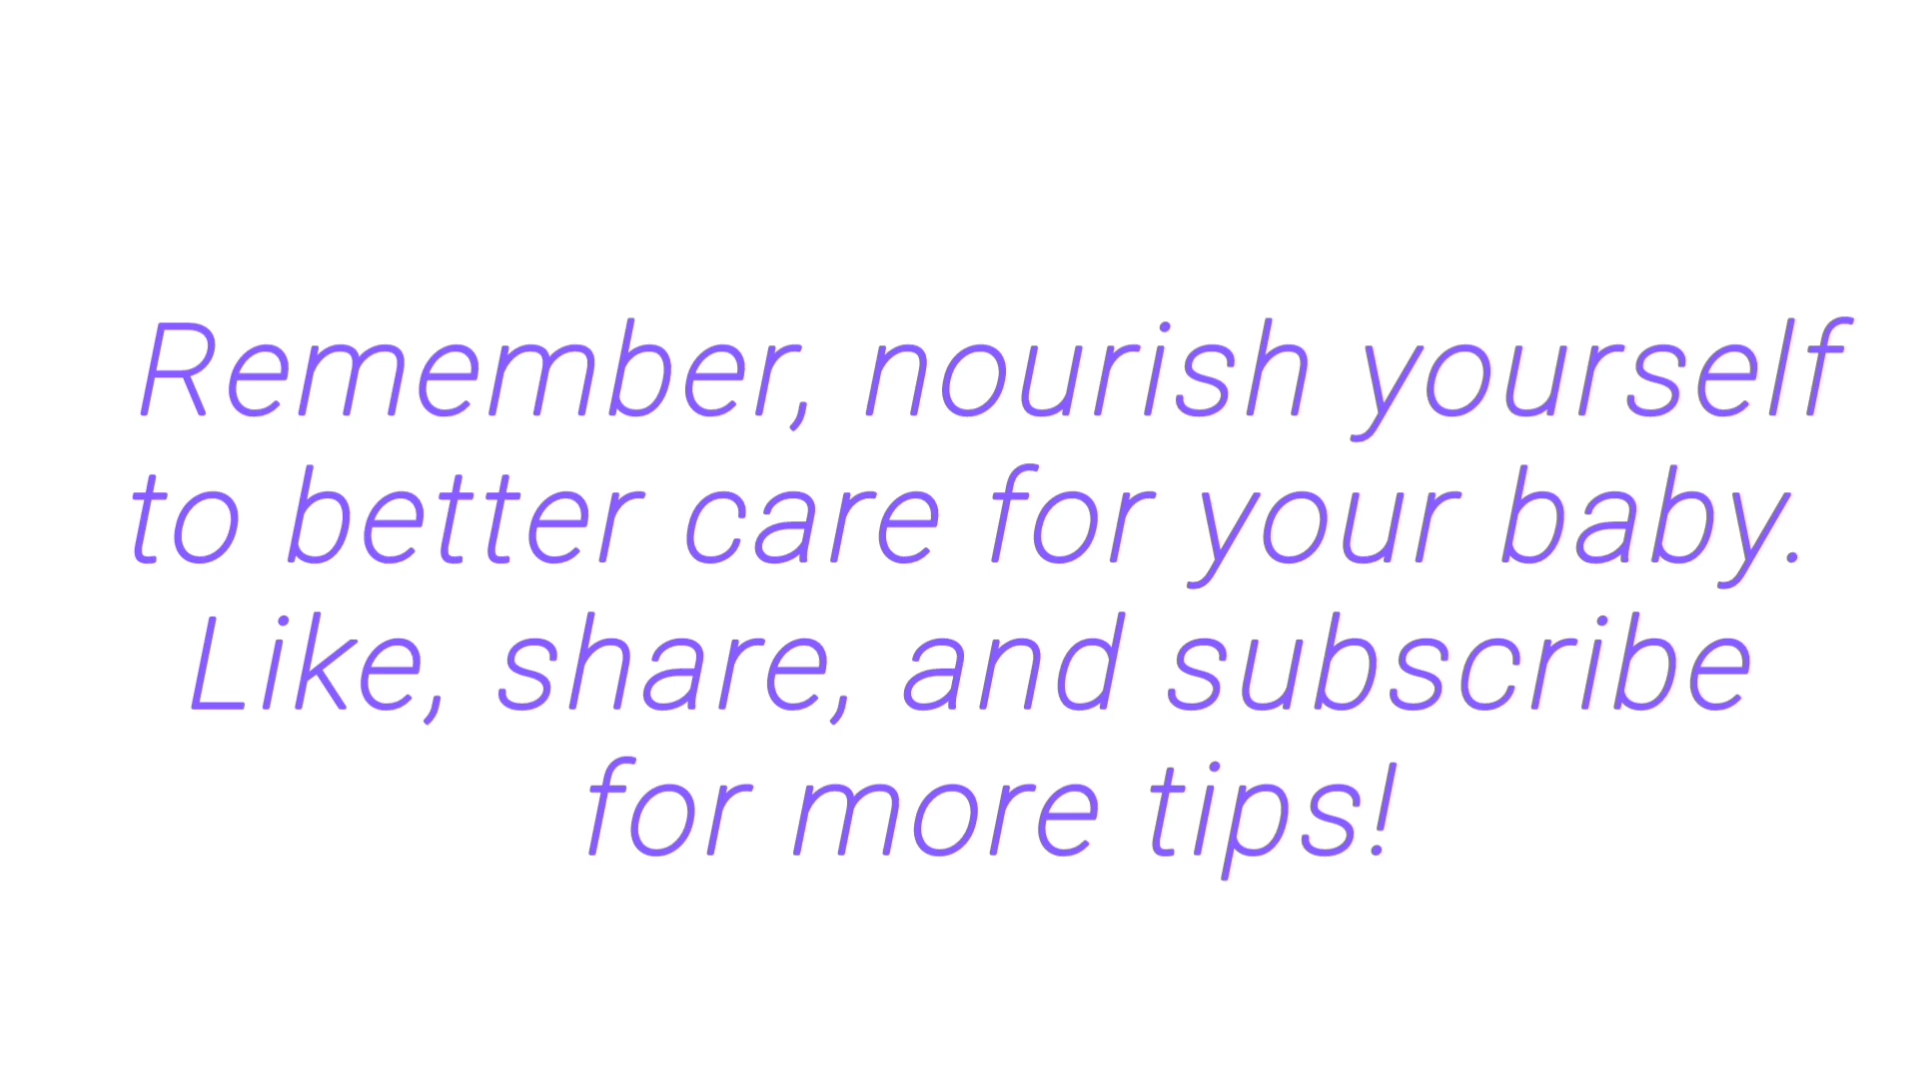 Remember, nourish yourself
to better care for your baby.
Like, share, and subscribe
for more tips!